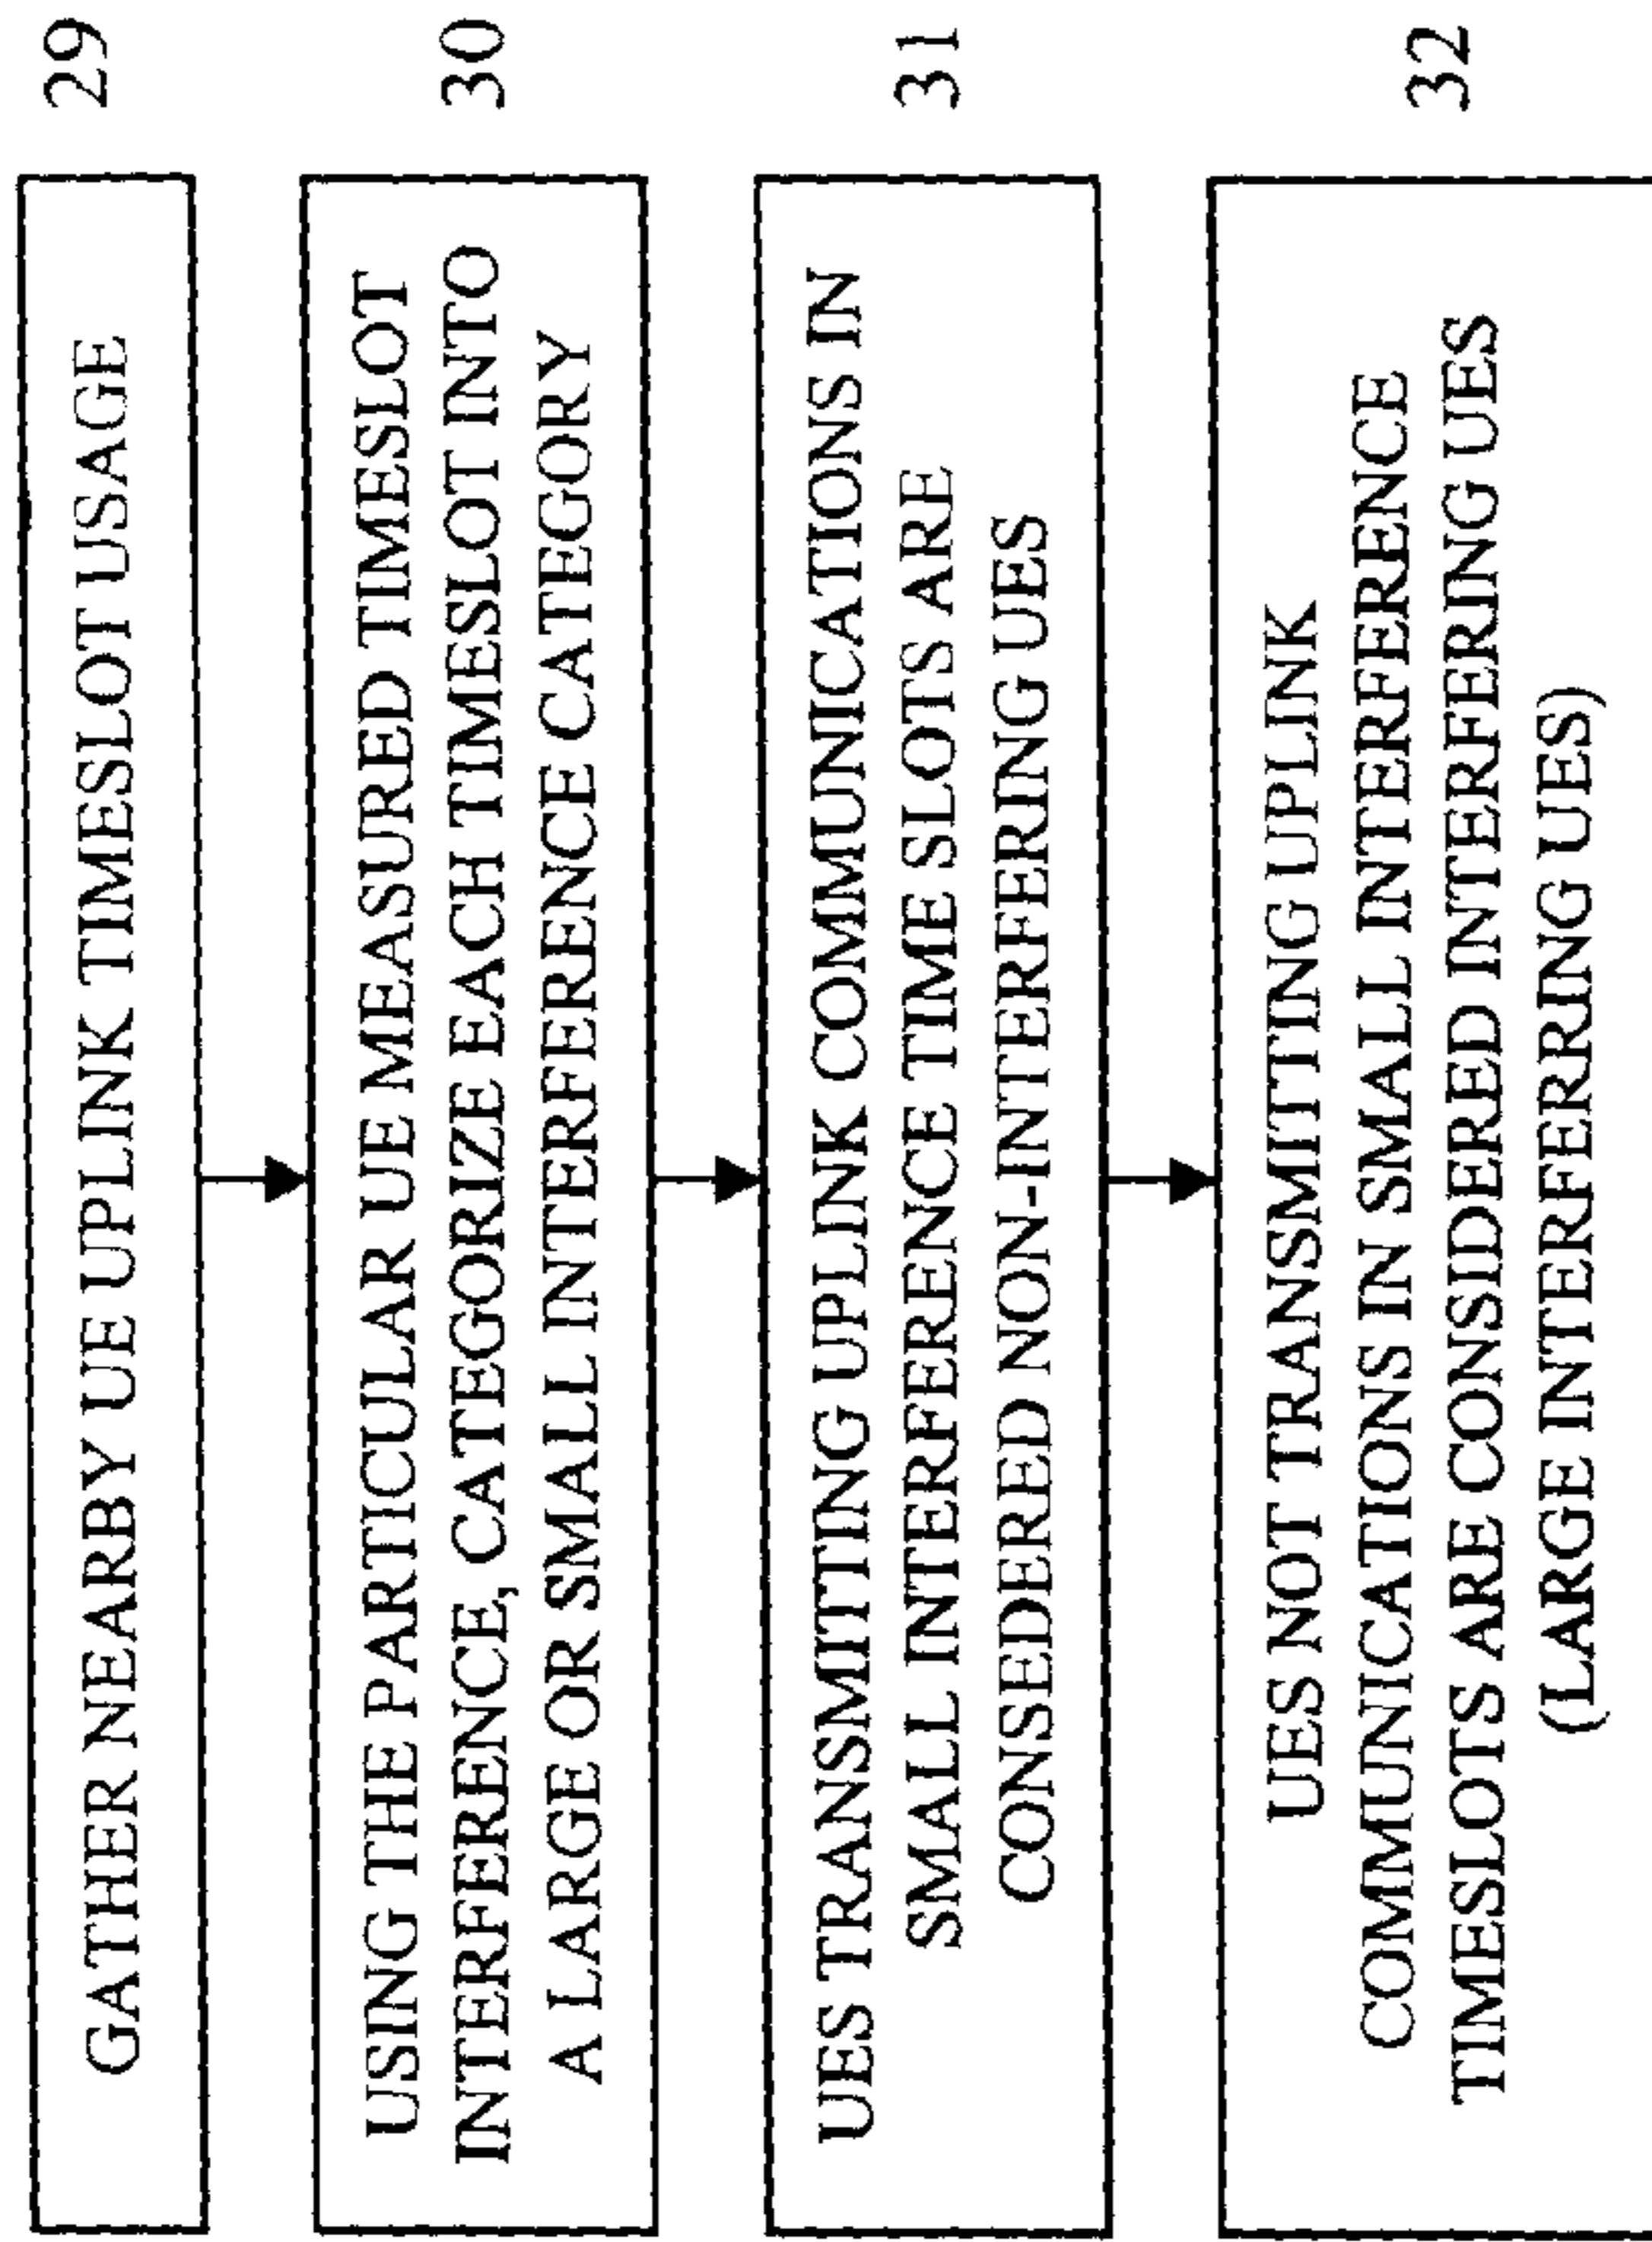 GATHER NEARBY UE UPLINK TIMESLOT USAGE
29
USING THE PARTICULAR UE MEASURED TIMESLOT
INTERFERENCE, CATEGORIZE EACH TIMESLOT INTO
A LARGE OR SMALL INTERFERENCE CATEGORY
30
UES TRANSMITTING UPLINK COMMUNICATIONS IN
SMALL INTERFERENCE TIME SLOTS ARE
CONSEDERED NON-INTERFERING UES
31
UES NOT TRANSMITTING UPLINK
COMMUNICATIONS IN SMALL INTERFERENCE
TIMESLOTS ARE CONSIDERED INTERFERING UES
(LARGE INTERFERRING UES)
32